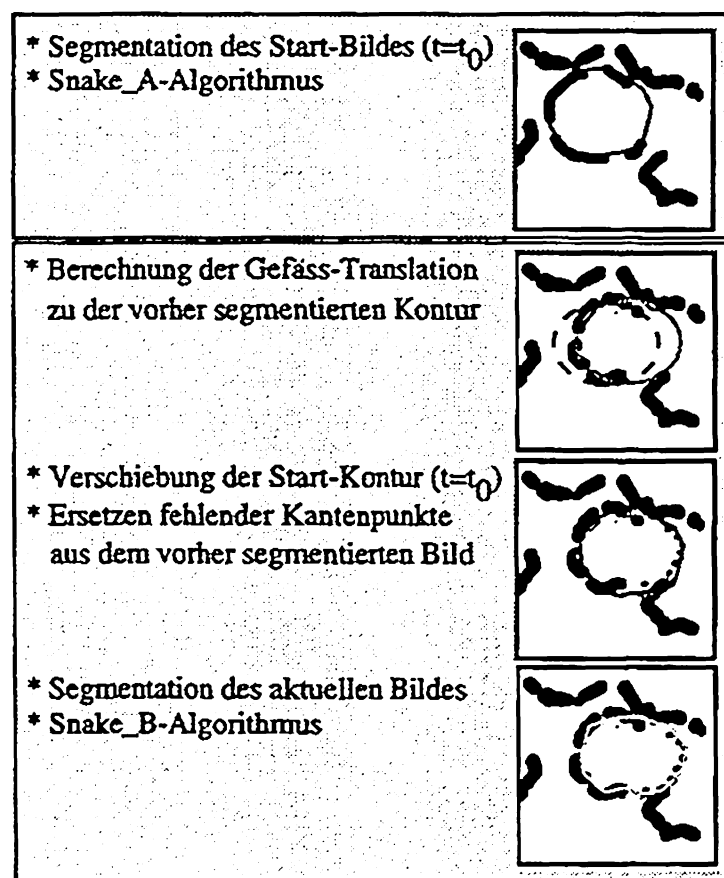 * Segmentation des Start-Bildes (t=t0)
* Snake_A-Algorithmus
* Berechnung der Gefäss-Translation
zu der vorher segmentierten Kontur
* Verschiebung der Start-Kontur (t=t0)
* Ersetzen fehlender Kantenpunkte
aus dem vorher segmentierten Bild
* Segmentation des aktuellen Bildes
* Snake_B-Algorithmus